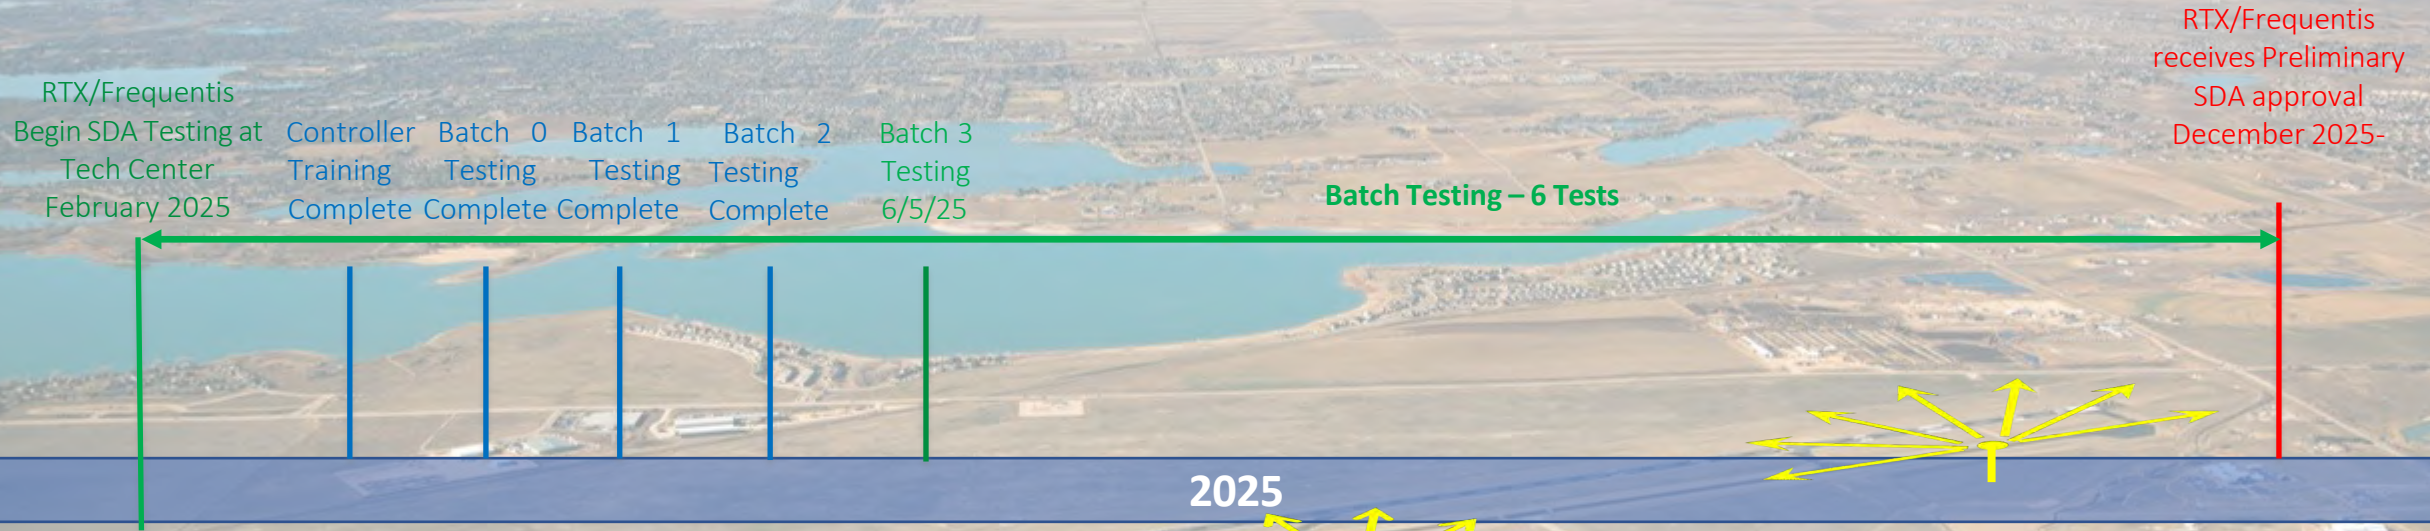 RTX/Frequentis
Begin SDA Testing at
Tech Center
February 2025
Controller
Training
Complete
Batch 0
Testing
Complete
Batch 1
Testing
Complete
Batch 2
Testing
Complete
Batch 3
Testing
6/5/25
Batch Testing – 6 Tests
RTX/Frequentis
receives Preliminary
SDA approval
December 2025-
2025